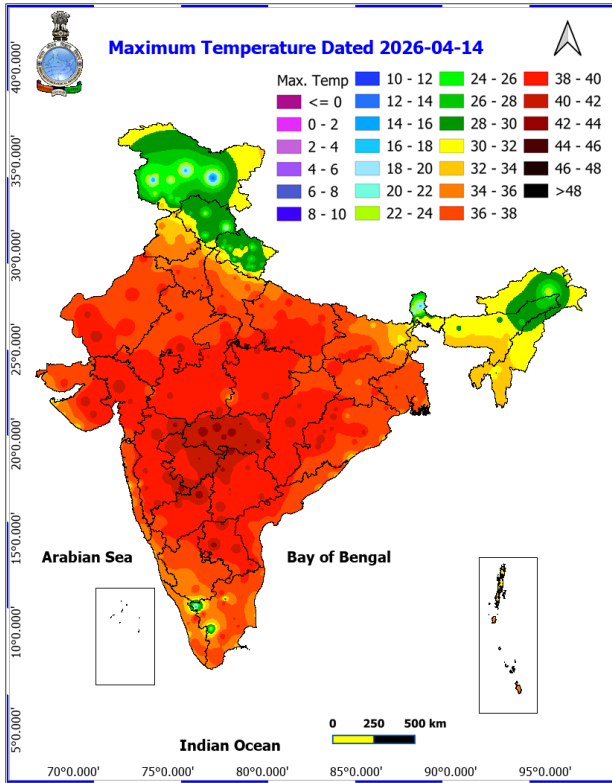 Maximum Temperature Dated 2026-04-14
Max. Temp
<= 0
0 - 2
2 - 4
4 - 6
6 - 8
8 - 10
10 - 12
12 - 14
14 - 16
16 - 18
18 - 20
20 - 22
22 - 24
24 - 26
26 - 28
28 - 30
30 - 32
32 - 34
34 - 36
36 - 38
38 - 40
40 - 42
42 - 44
44 - 46
46 - 48
>48
40°0.000'
35°0.000'
30°0.000'
25°0.000'
20°0.000'
15°0.000'
10°0.000'
5°0.000'
Arabian Sea
Bay of Bengal
0 250 500 km
Indian Ocean
70°0.000' 75°0.000' 80°0.000' 85°0.000' 90°0.000' 95°0.000'